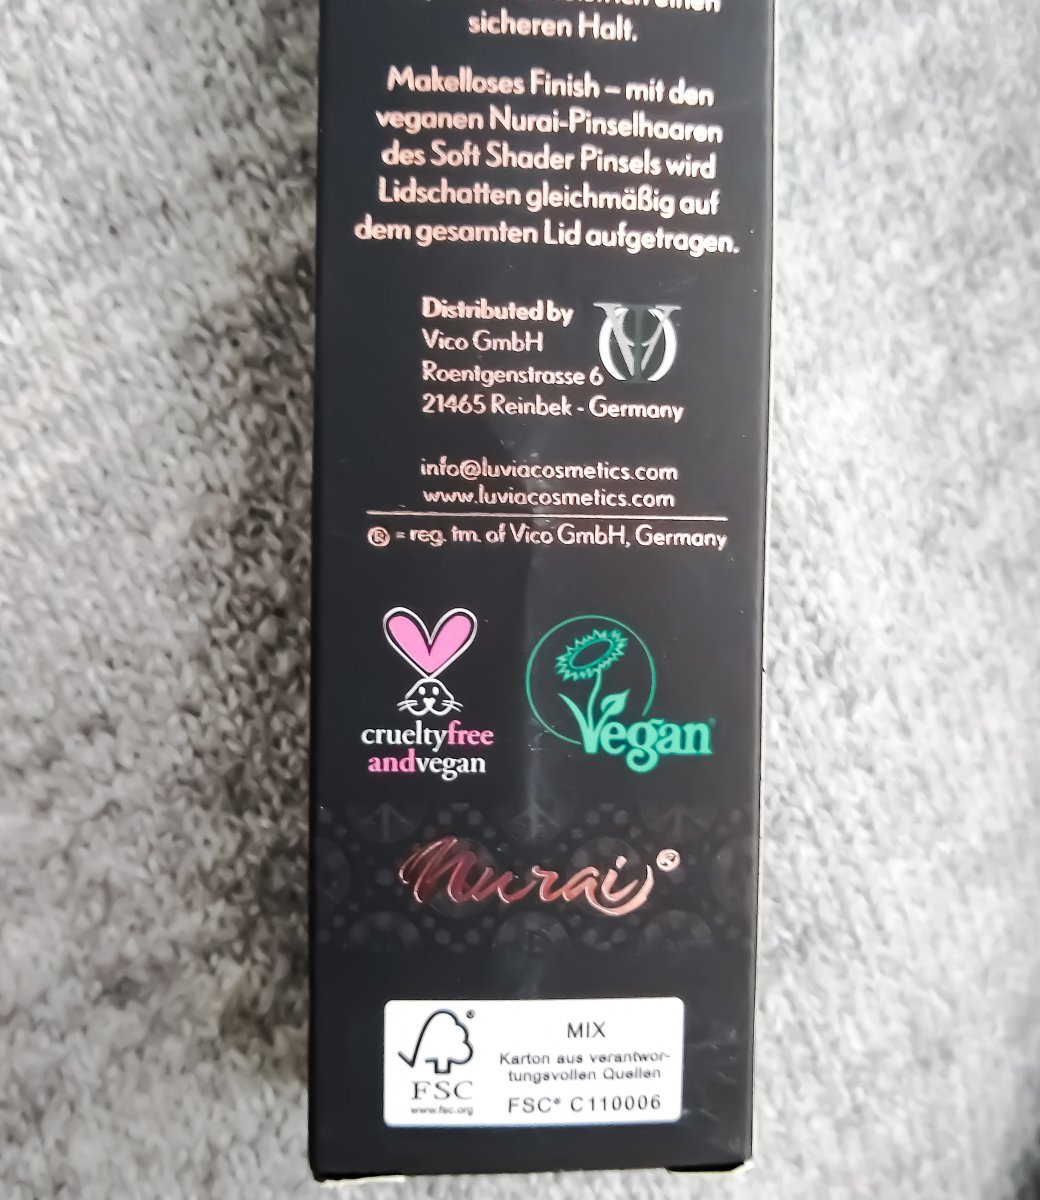 einen
sicheren Halt.
Makelloses Finish – mit den
veganen Nurai-Pinselhaaren
des Soft Shader Pinsels wird
Lidschatten gleichmäßig auf
dem gesamten Lid aufgetragen.
Distributed by
Vico GmbH
Roentgenstrasse 6
21465 Reinbek - Germany
info@luviacosmetics.com
www.luviacosmetics.com
® = reg. tm. of Vico GmbH, Germany
crueltyfree
andvegan
Vegan
Nurai®
FSC®
www.fsc.org
MIX
Karton aus verantwor-
tungsvollen Quellen
FSC® C110006